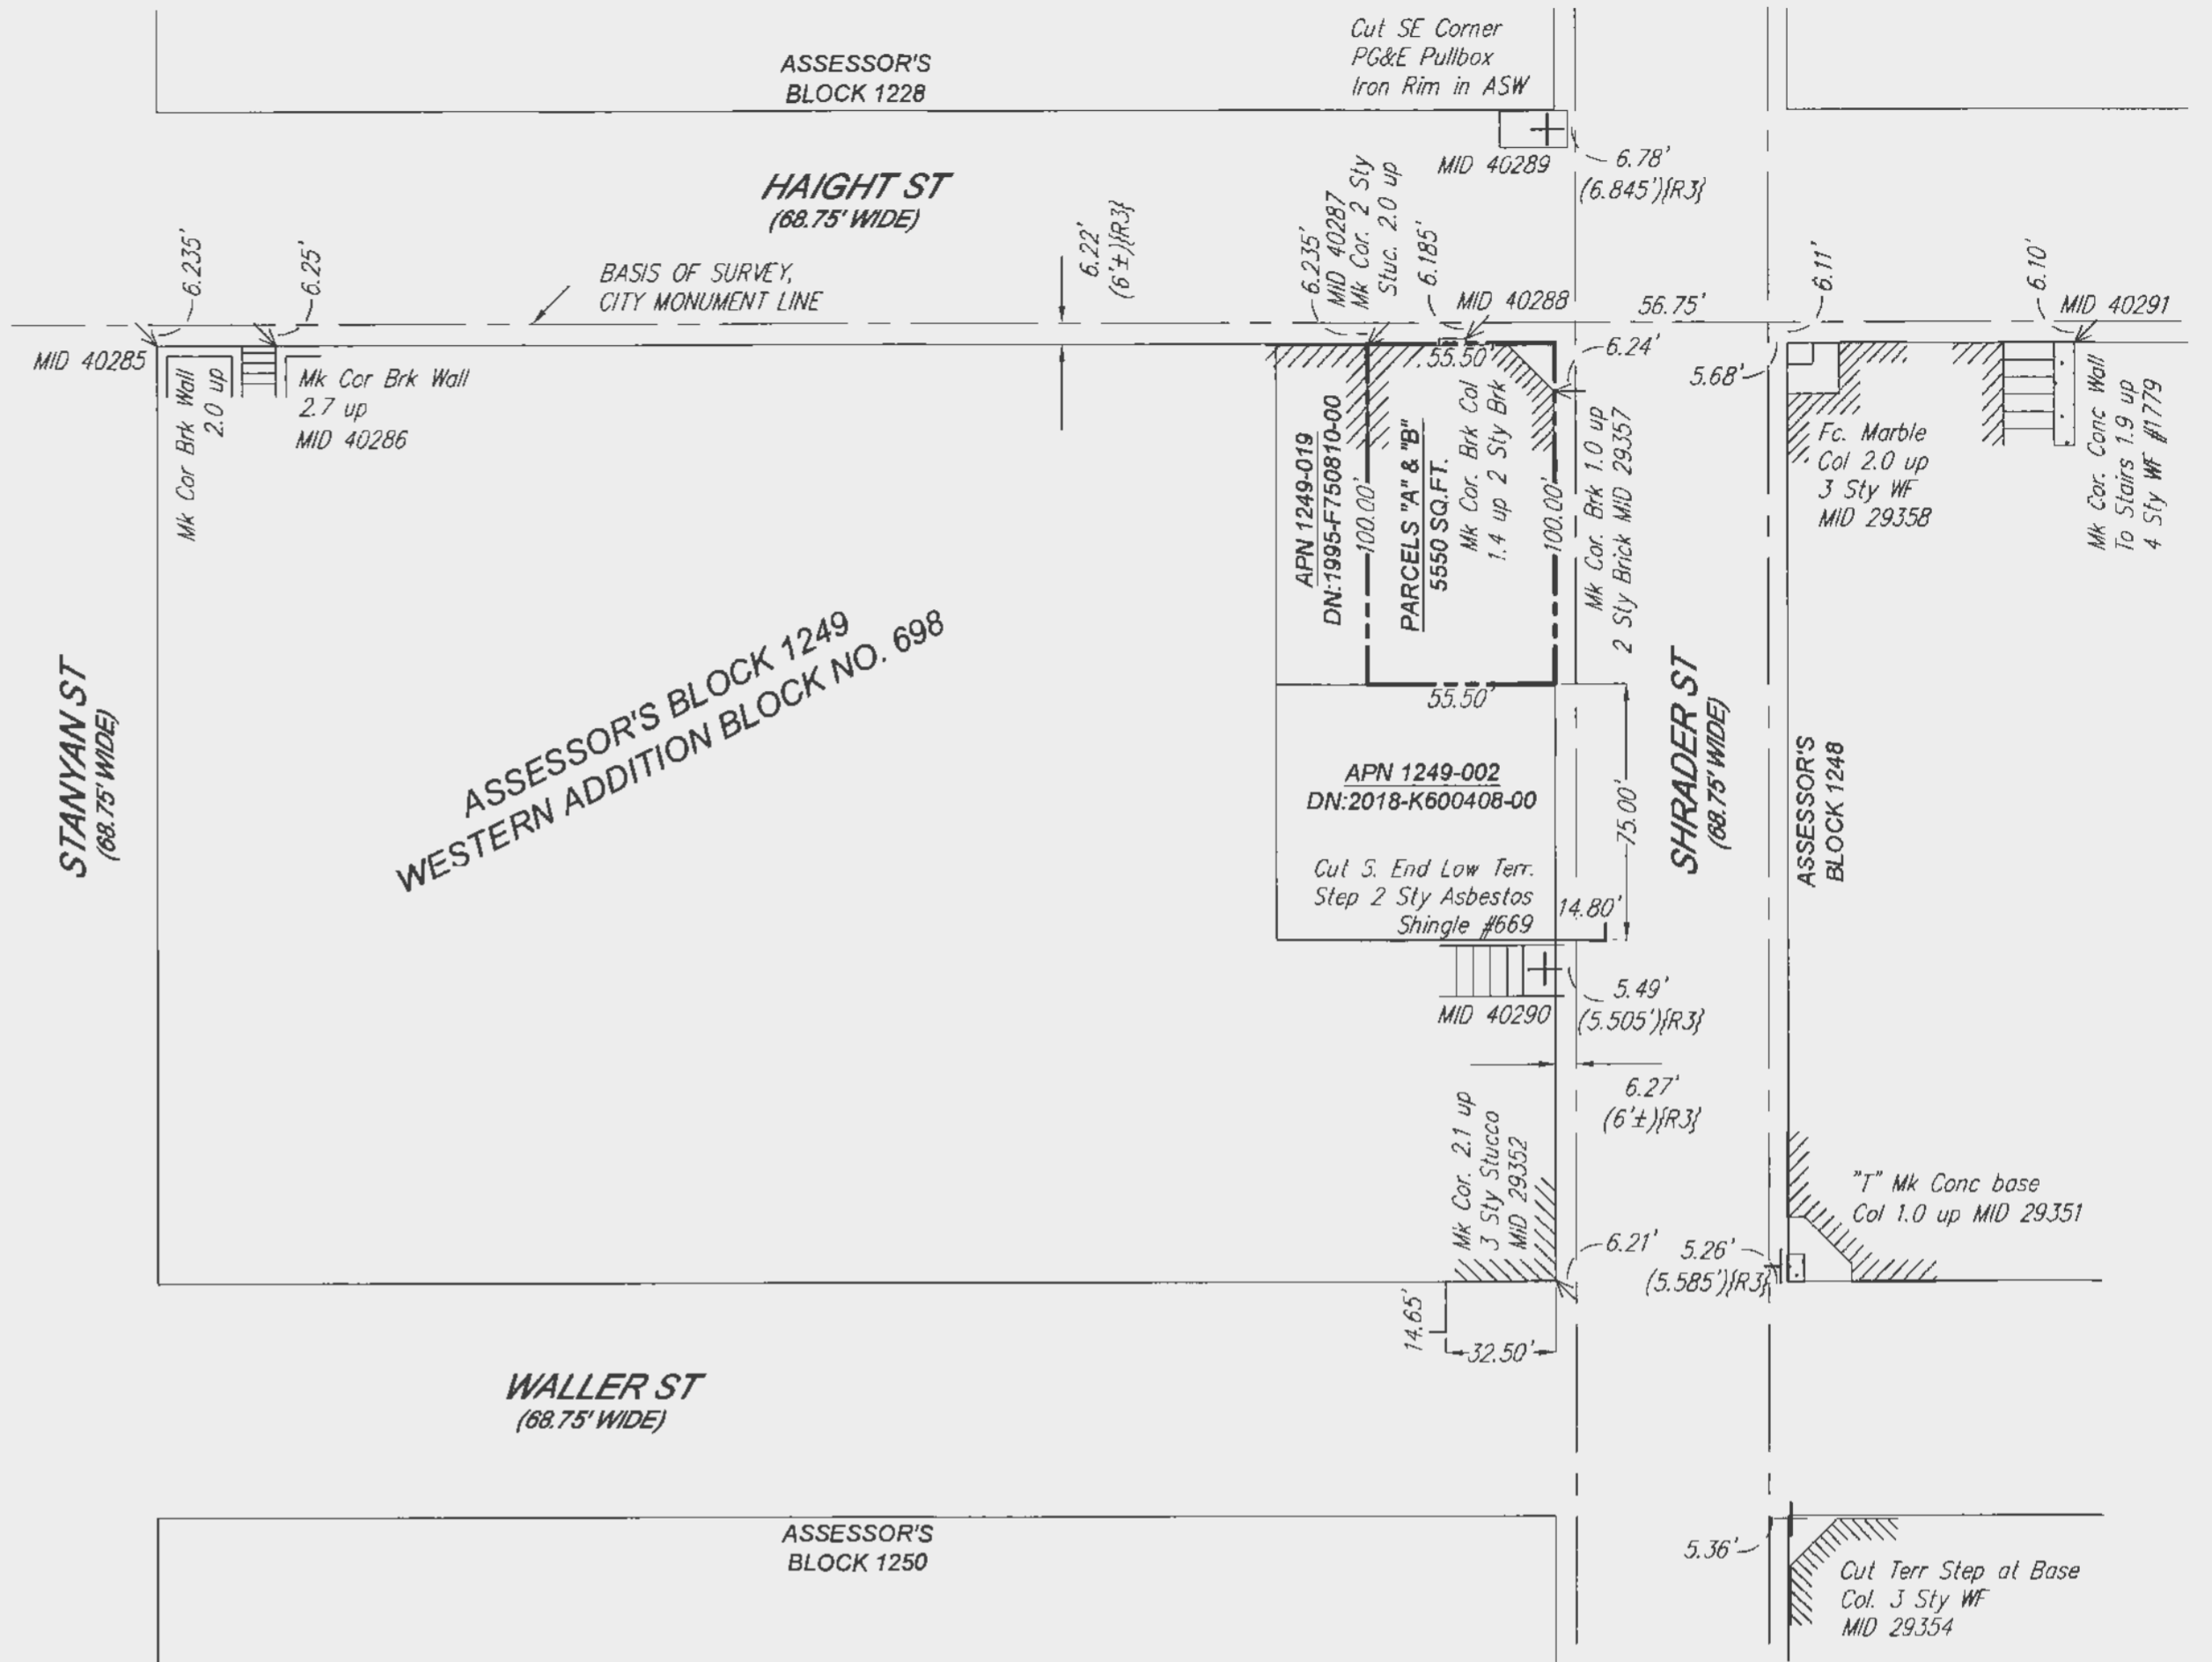 Cut SE Corner
PG&E Pullbox
Iron Rim in ASW
ASSESSOR'S
BLOCK 1228
MID 40289
6.78'
(6.845'){R3}
HAIGHT ST
(68.75' WIDE)
6.22'
(6'±){R3}
6.235'
6.25'
BASIS OF SURVEY,
CITY MONUMENT LINE
6.235'
MID 40287
Mk Cor. 2 Sty
Stuc. 2.0 up
6.185'
MID 40288
56.75'
6.11'
6.10'
MID 40291
MID 40285
Mk Cor Brk Wall
2.0 up
Mk Cor Brk Wall
2.7 up
MID 40286
55.50'
6.24'
5.68'
APN 1249-019
DN:1995-F750810-00
100.00'
PARCELS "A" & "B"
5550 SQ.FT.
Mk Cor. Brk Col
1.4 up 2 Sty Brk
100.00'
Mk Cor. Brk 1.0 up
2 Sty Brick MID 29357
Fc. Marble
Col 2.0 up
3 Sty WF
MID 29358
Mk Cor. Conc Wall
To Stairs 1.9 up
4 Sty WF #1779
ASSESSOR'S BLOCK 1249
WESTERN ADDITION BLOCK NO. 698
STANYAN ST
(68.75' WIDE)
55.50'
APN 1249-002
DN:2018-K600408-00
75.00'
SHRADER ST
(68.75' WIDE)
ASSESSOR'S
BLOCK 1248
Cut S. End Low Terr.
Step 2 Sty Asbestos
Shingle #669
14.80'
MID 40290
5.49'
(5.505'){R3}
6.27'
(6'±){R3}
Mk Cor. 2.1 up
3 Sty Stucco
MID 29352
"T" Mk Conc base
Col 1.0 up MID 29351
6.21'
5.26'
(5.585'){R3}
14.65'
32.50'
WALLER ST
(68.75' WIDE)
ASSESSOR'S
BLOCK 1250
5.36'
Cut Terr Step at Base
Col. 3 Sty WF
MID 29354